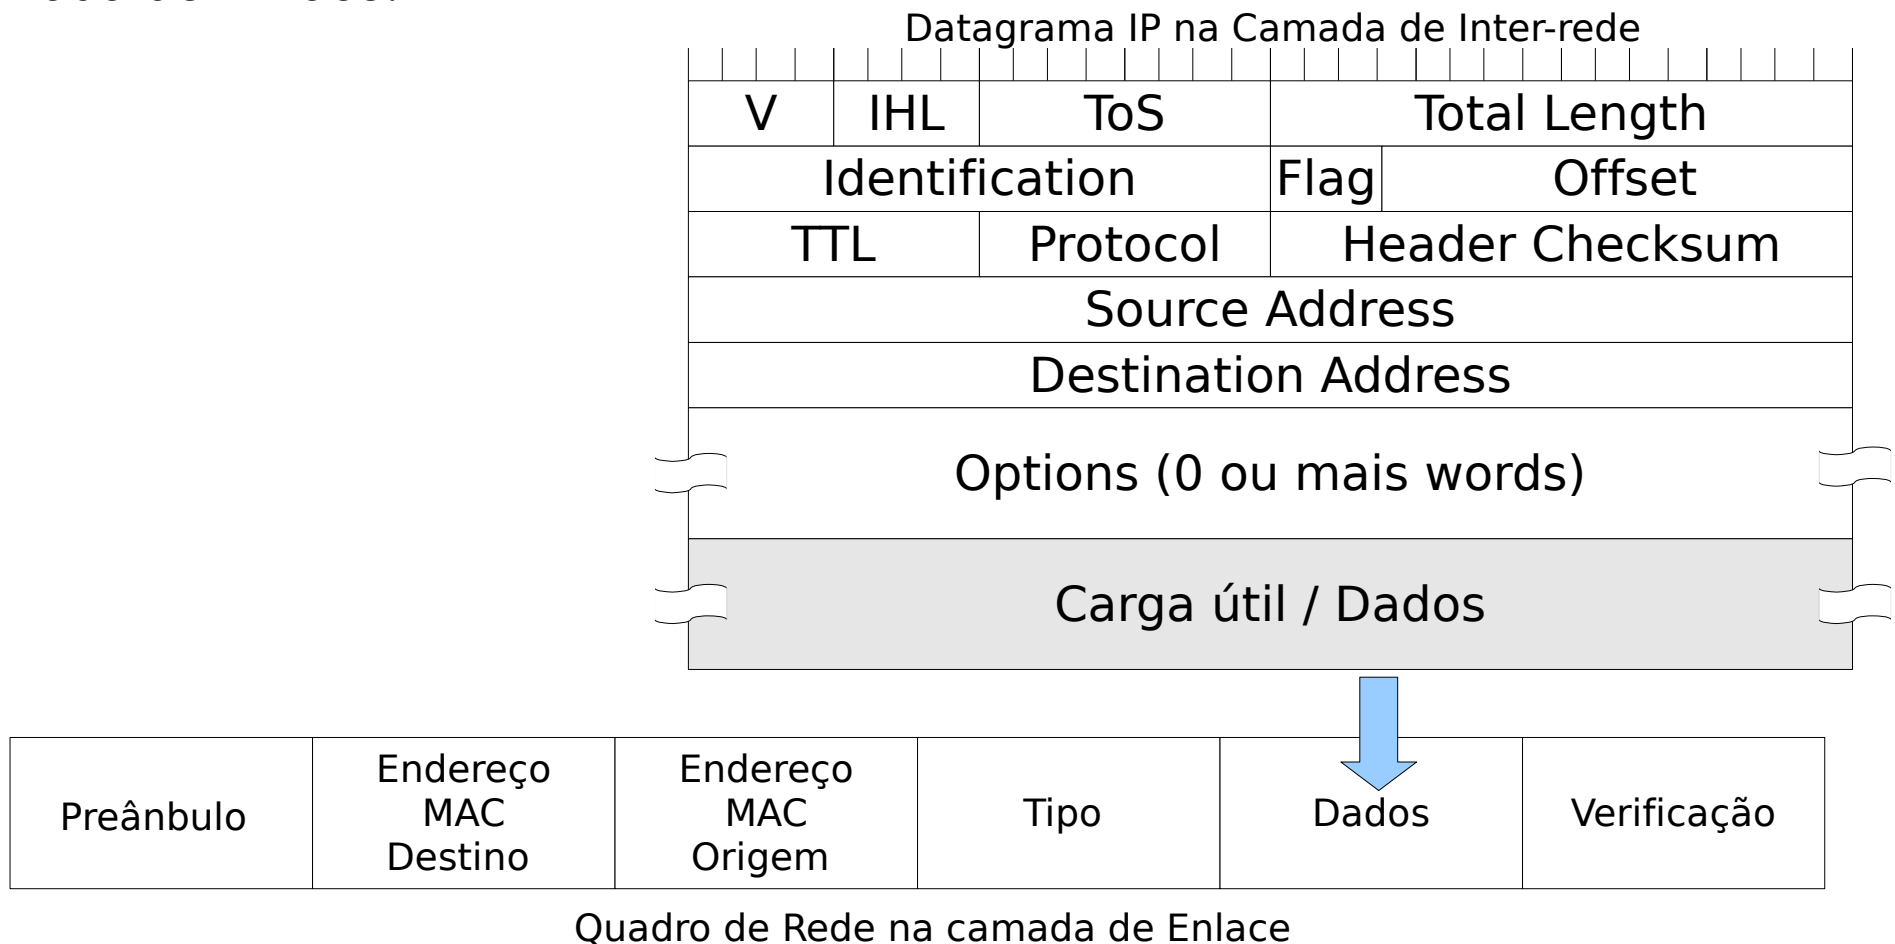 Datagrama IP na Camada de Inter-rede
V IHL ToS Total Length
Identification Flag Offset
TTL Protocol Header Checksum
Source Address
Destination Address
Options (0 ou mais words)
Carga útil / Dados
Preânbulo
Endereço
MAC
Destino
Endereço
MAC
Origem
Tipo
Dados
Verificação
Quadro de Rede na camada de Enlace